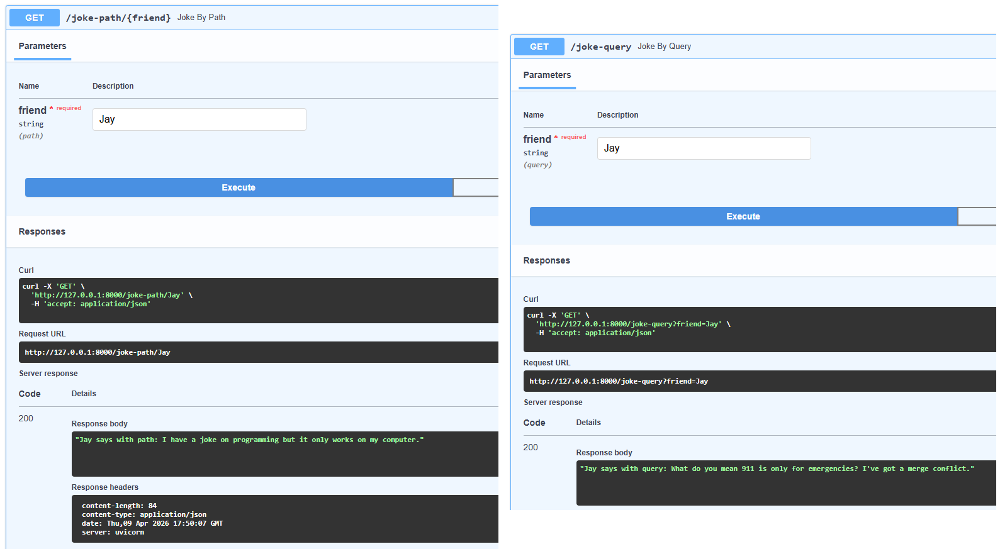 GET /joke-path/{friend} Joke By Path
Parameters
Name Description
friend * required
string
(path)
Jay
Execute
Responses
Curl
curl -X 'GET' \
'http://127.0.0.1:8000/joke-path/Jay' \
-H 'accept: application/json'
Request URL
http://127.0.0.1:8000/joke-path/Jay
Server response
Code Details
200
Response body
"Jay says with path: I have a joke on programming but it only works on my computer."
Response headers
content-length: 84
content-type: application/json
date: Thu,09 Apr 2026 17:50:07 GMT
server: uvicorn
GET /joke-query Joke By Query
Parameters
Name Description
friend * required
string
(query)
Jay
Execute
Responses
Curl
curl -X 'GET' \
'http://127.0.0.1:8000/joke-query?friend=Jay' \
-H 'accept: application/json'
Request URL
http://127.0.0.1:8000/joke-query?friend=Jay
Server response
Code Details
200
Response body
"Jay says with query: What do you mean 911 is only for emergencies? I've got a merge conflict."